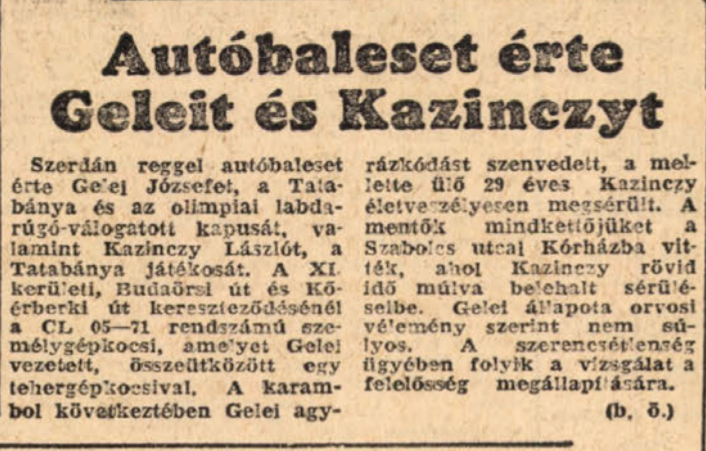 Autóbaleset érte
Geleit és Kazinczyt
Szerdán reggel autóbaleset
érte Gelei Józsefet, a Tata-
bánya és az olimpiai labda-
rúgó-válogatott kapusát, va-
lamint Kazinczy Lászlót, a
Tatabánya játékosát. A XI.
kerületi, Budaörsi út és Kő-
érberki út kereszteződésénél
a CL 05—71 rendszámú sze-
mélygépkocsi, amelyet Gelei
vezetett, összeütközött egy
tehergépkocsival. A karam-
bol következtében Gelei agy-
rázkódást szenvedett, a mel-
lette ülő 29 éves Kazinczy
életveszélyesen megsérült. A
mentők mindkettőjüket a
Szabolcs utcai Kórházba vit-
ték, ahol Kazinczy rövid
idő múlva belehalt sérülé-
seibe. Gelei állapota orvosi
vélemény szerint nem sú-
lyos. A szerencsétlenség
ügyében folyik a vizsgálat a
felelősség megállapítására.
(b. ö.)